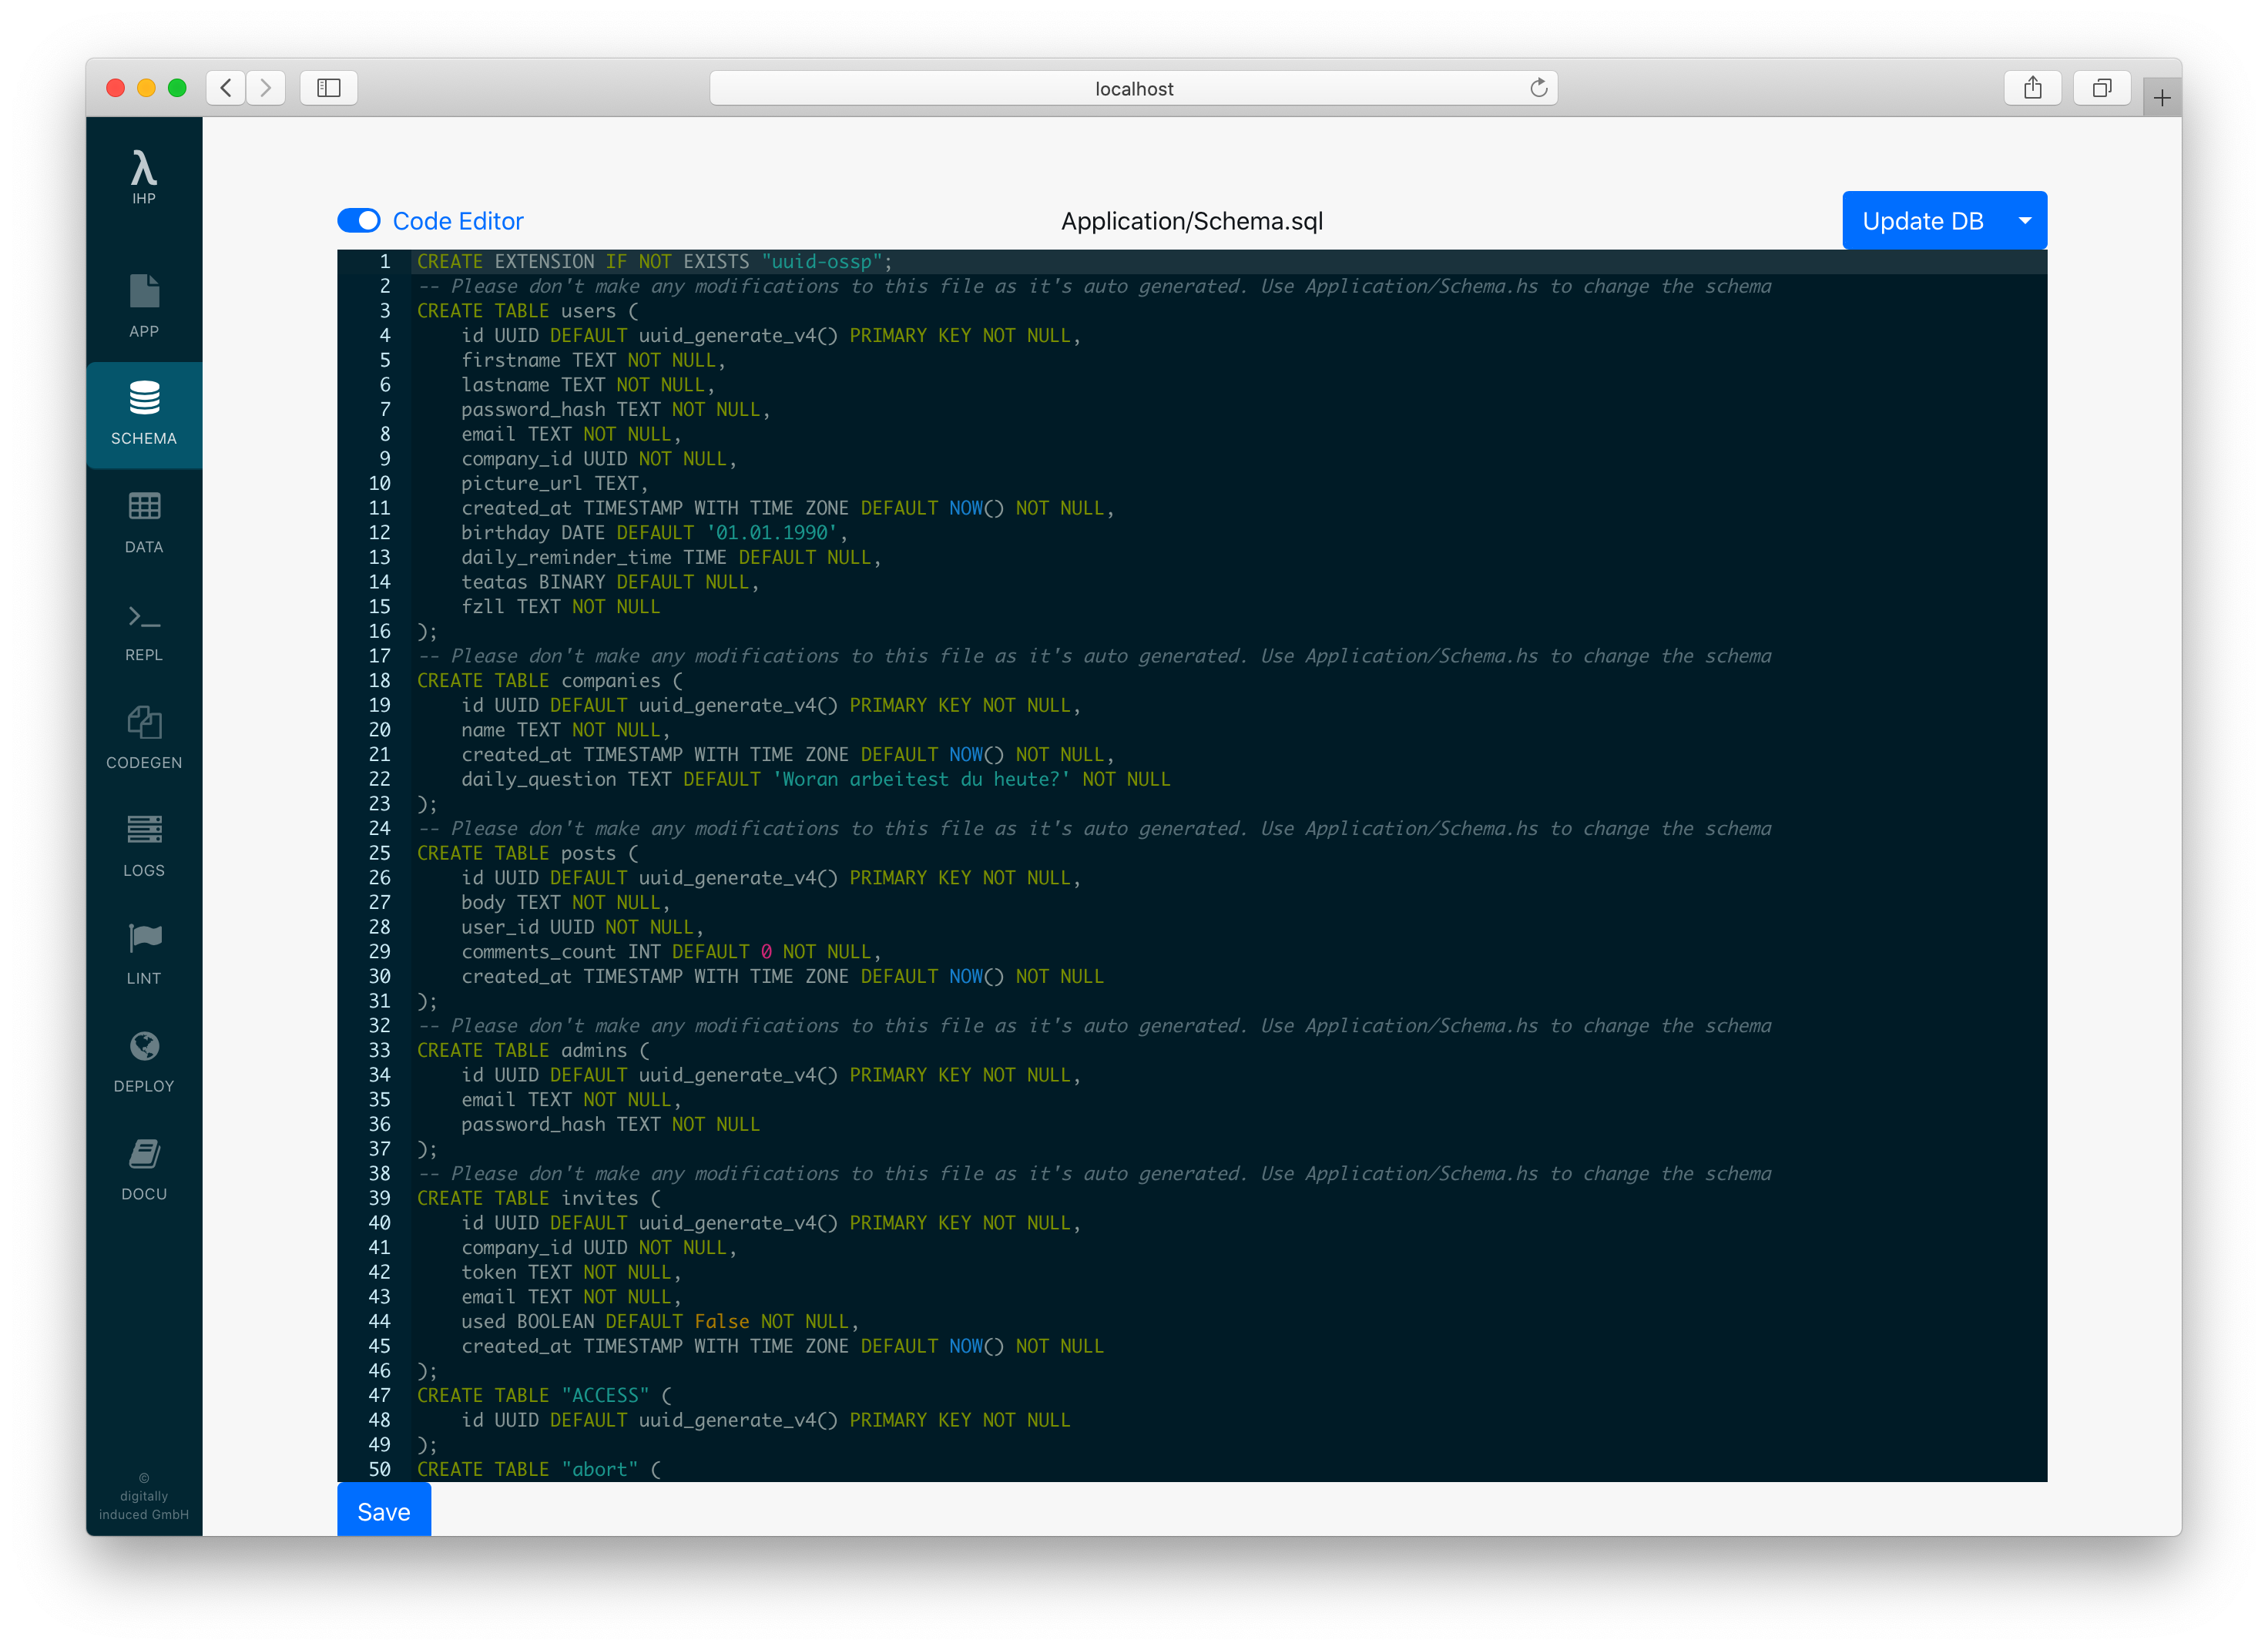 localhost
λ
IHP
APP
SCHEMA
DATA
REPL
CODEGEN
LOGS
LINT
DEPLOY
DOCU
©
digitally
induced GmbH
Code Editor
Application/Schema.sql
Update DB
1 CREATE EXTENSION IF NOT EXISTS "uuid-ossp";
2 -- Please don't make any modifications to this file as it's auto generated. Use Application/Schema.hs to change the schema
3 CREATE TABLE users (
4     id UUID DEFAULT uuid_generate_v4() PRIMARY KEY NOT NULL,
5     firstname TEXT NOT NULL,
6     lastname TEXT NOT NULL,
7     password_hash TEXT NOT NULL,
8     email TEXT NOT NULL,
9     company_id UUID NOT NULL,
10     picture_url TEXT,
11     created_at TIMESTAMP WITH TIME ZONE DEFAULT NOW() NOT NULL,
12     birthday DATE DEFAULT '01.01.1990',
13     daily_reminder_time TIME DEFAULT NULL,
14     teatas BINARY DEFAULT NULL,
15     fzll TEXT NOT NULL
16 );
17 -- Please don't make any modifications to this file as it's auto generated. Use Application/Schema.hs to change the schema
18 CREATE TABLE companies (
19     id UUID DEFAULT uuid_generate_v4() PRIMARY KEY NOT NULL,
20     name TEXT NOT NULL,
21     created_at TIMESTAMP WITH TIME ZONE DEFAULT NOW() NOT NULL,
22     daily_question TEXT DEFAULT 'Woran arbeitest du heute?' NOT NULL
23 );
24 -- Please don't make any modifications to this file as it's auto generated. Use Application/Schema.hs to change the schema
25 CREATE TABLE posts (
26     id UUID DEFAULT uuid_generate_v4() PRIMARY KEY NOT NULL,
27     body TEXT NOT NULL,
28     user_id UUID NOT NULL,
29     comments_count INT DEFAULT 0 NOT NULL,
30     created_at TIMESTAMP WITH TIME ZONE DEFAULT NOW() NOT NULL
31 );
32 -- Please don't make any modifications to this file as it's auto generated. Use Application/Schema.hs to change the schema
33 CREATE TABLE admins (
34     id UUID DEFAULT uuid_generate_v4() PRIMARY KEY NOT NULL,
35     email TEXT NOT NULL,
36     password_hash TEXT NOT NULL
37 );
38 -- Please don't make any modifications to this file as it's auto generated. Use Application/Schema.hs to change the schema
39 CREATE TABLE invites (
40     id UUID DEFAULT uuid_generate_v4() PRIMARY KEY NOT NULL,
41     company_id UUID NOT NULL,
42     token TEXT NOT NULL,
43     email TEXT NOT NULL,
44     used BOOLEAN DEFAULT False NOT NULL,
45     created_at TIMESTAMP WITH TIME ZONE DEFAULT NOW() NOT NULL
46 );
47 CREATE TABLE "ACCESS" (
48     id UUID DEFAULT uuid_generate_v4() PRIMARY KEY NOT NULL
49 );
50 CREATE TABLE "abort" (
Save